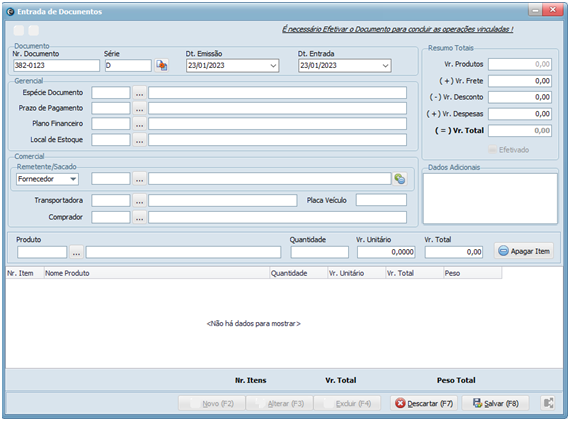 Entrada de Documentos
É necessário Efetivar o Documento para concluir as operações vinculadas !
Documento
Nr. Documento Série Dt. Emissão Dt. Entrada
382-0123 D 23/01/2023 23/01/2023
Resumo Totais
Vr. Produtos 0,00
( + ) Vr. Frete 0,00
( - ) Vr. Desconto 0,00
( + ) Vr. Despesas 0,00
( = ) Vr. Total 0,00
Efetivado
Gerencial
Espécie Documento ...
Prazo de Pagamento ...
Plano Financeiro ...
Local de Estoque ...
Comercial
Remetente/Sacado
Fornecedor ...
Transportadora ... Placa Veículo
Comprador ...
Dados Adicionais
Produto Quantidade Vr. Unitário Vr. Total
... 0,0000 0,00 Apagar Item
Nr. Item Nome Produto Quantidade Vr. Unitário Vr. Total Peso
<Não há dados para mostrar>
Nr. Itens Vr. Total Peso Total
Novo (F2) Alterar (F3) Excluir (F4) Descartar (F7) Salvar (F8)